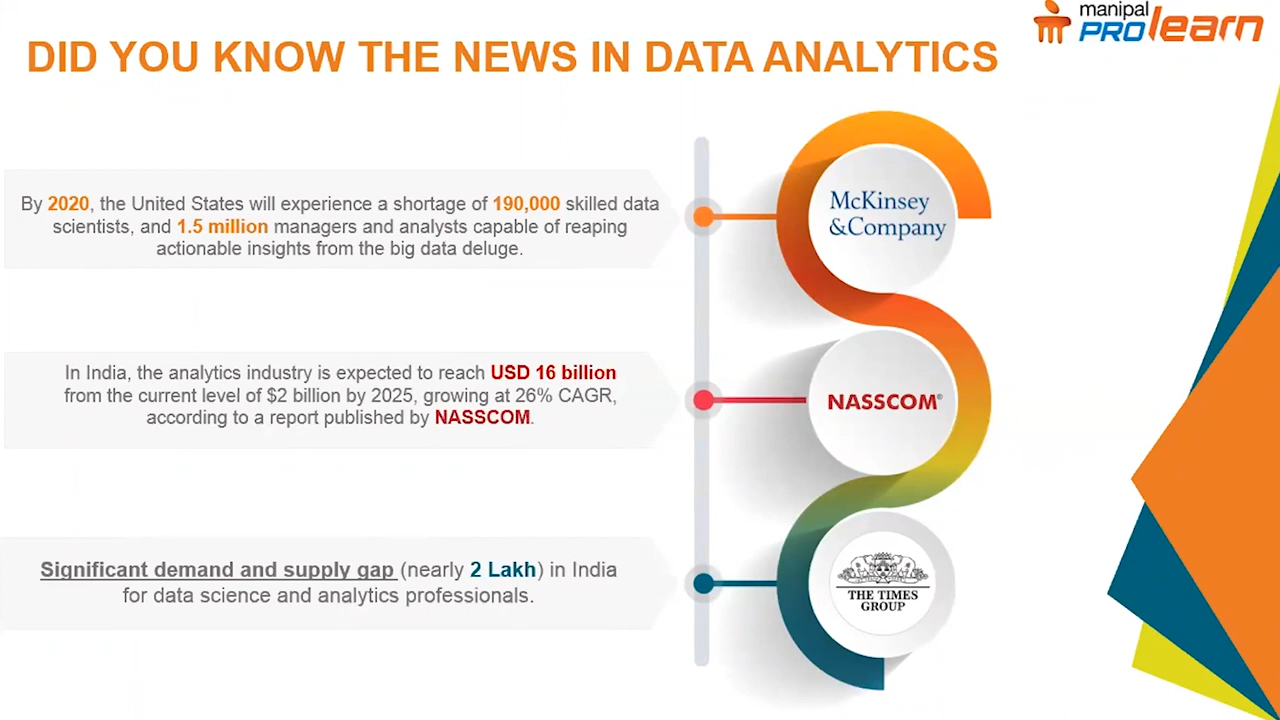 manipal
PROlearn
DID YOU KNOW THE NEWS IN DATA ANALYTICS
By 2020, the United States will experience a shortage of 190,000 skilled data
scientists, and 1.5 million managers and analysts capable of reaping
actionable insights from the big data deluge.
McKinsey
&Company
In India, the analytics industry is expected to reach USD 16 billion
from the current level of $2 billion by 2025, growing at 26% CAGR,
according to a report published by NASSCOM.
NASSCOM®
Significant demand and supply gap (nearly 2 Lakh) in India
for data science and analytics professionals.
THE TIMES
GROUP